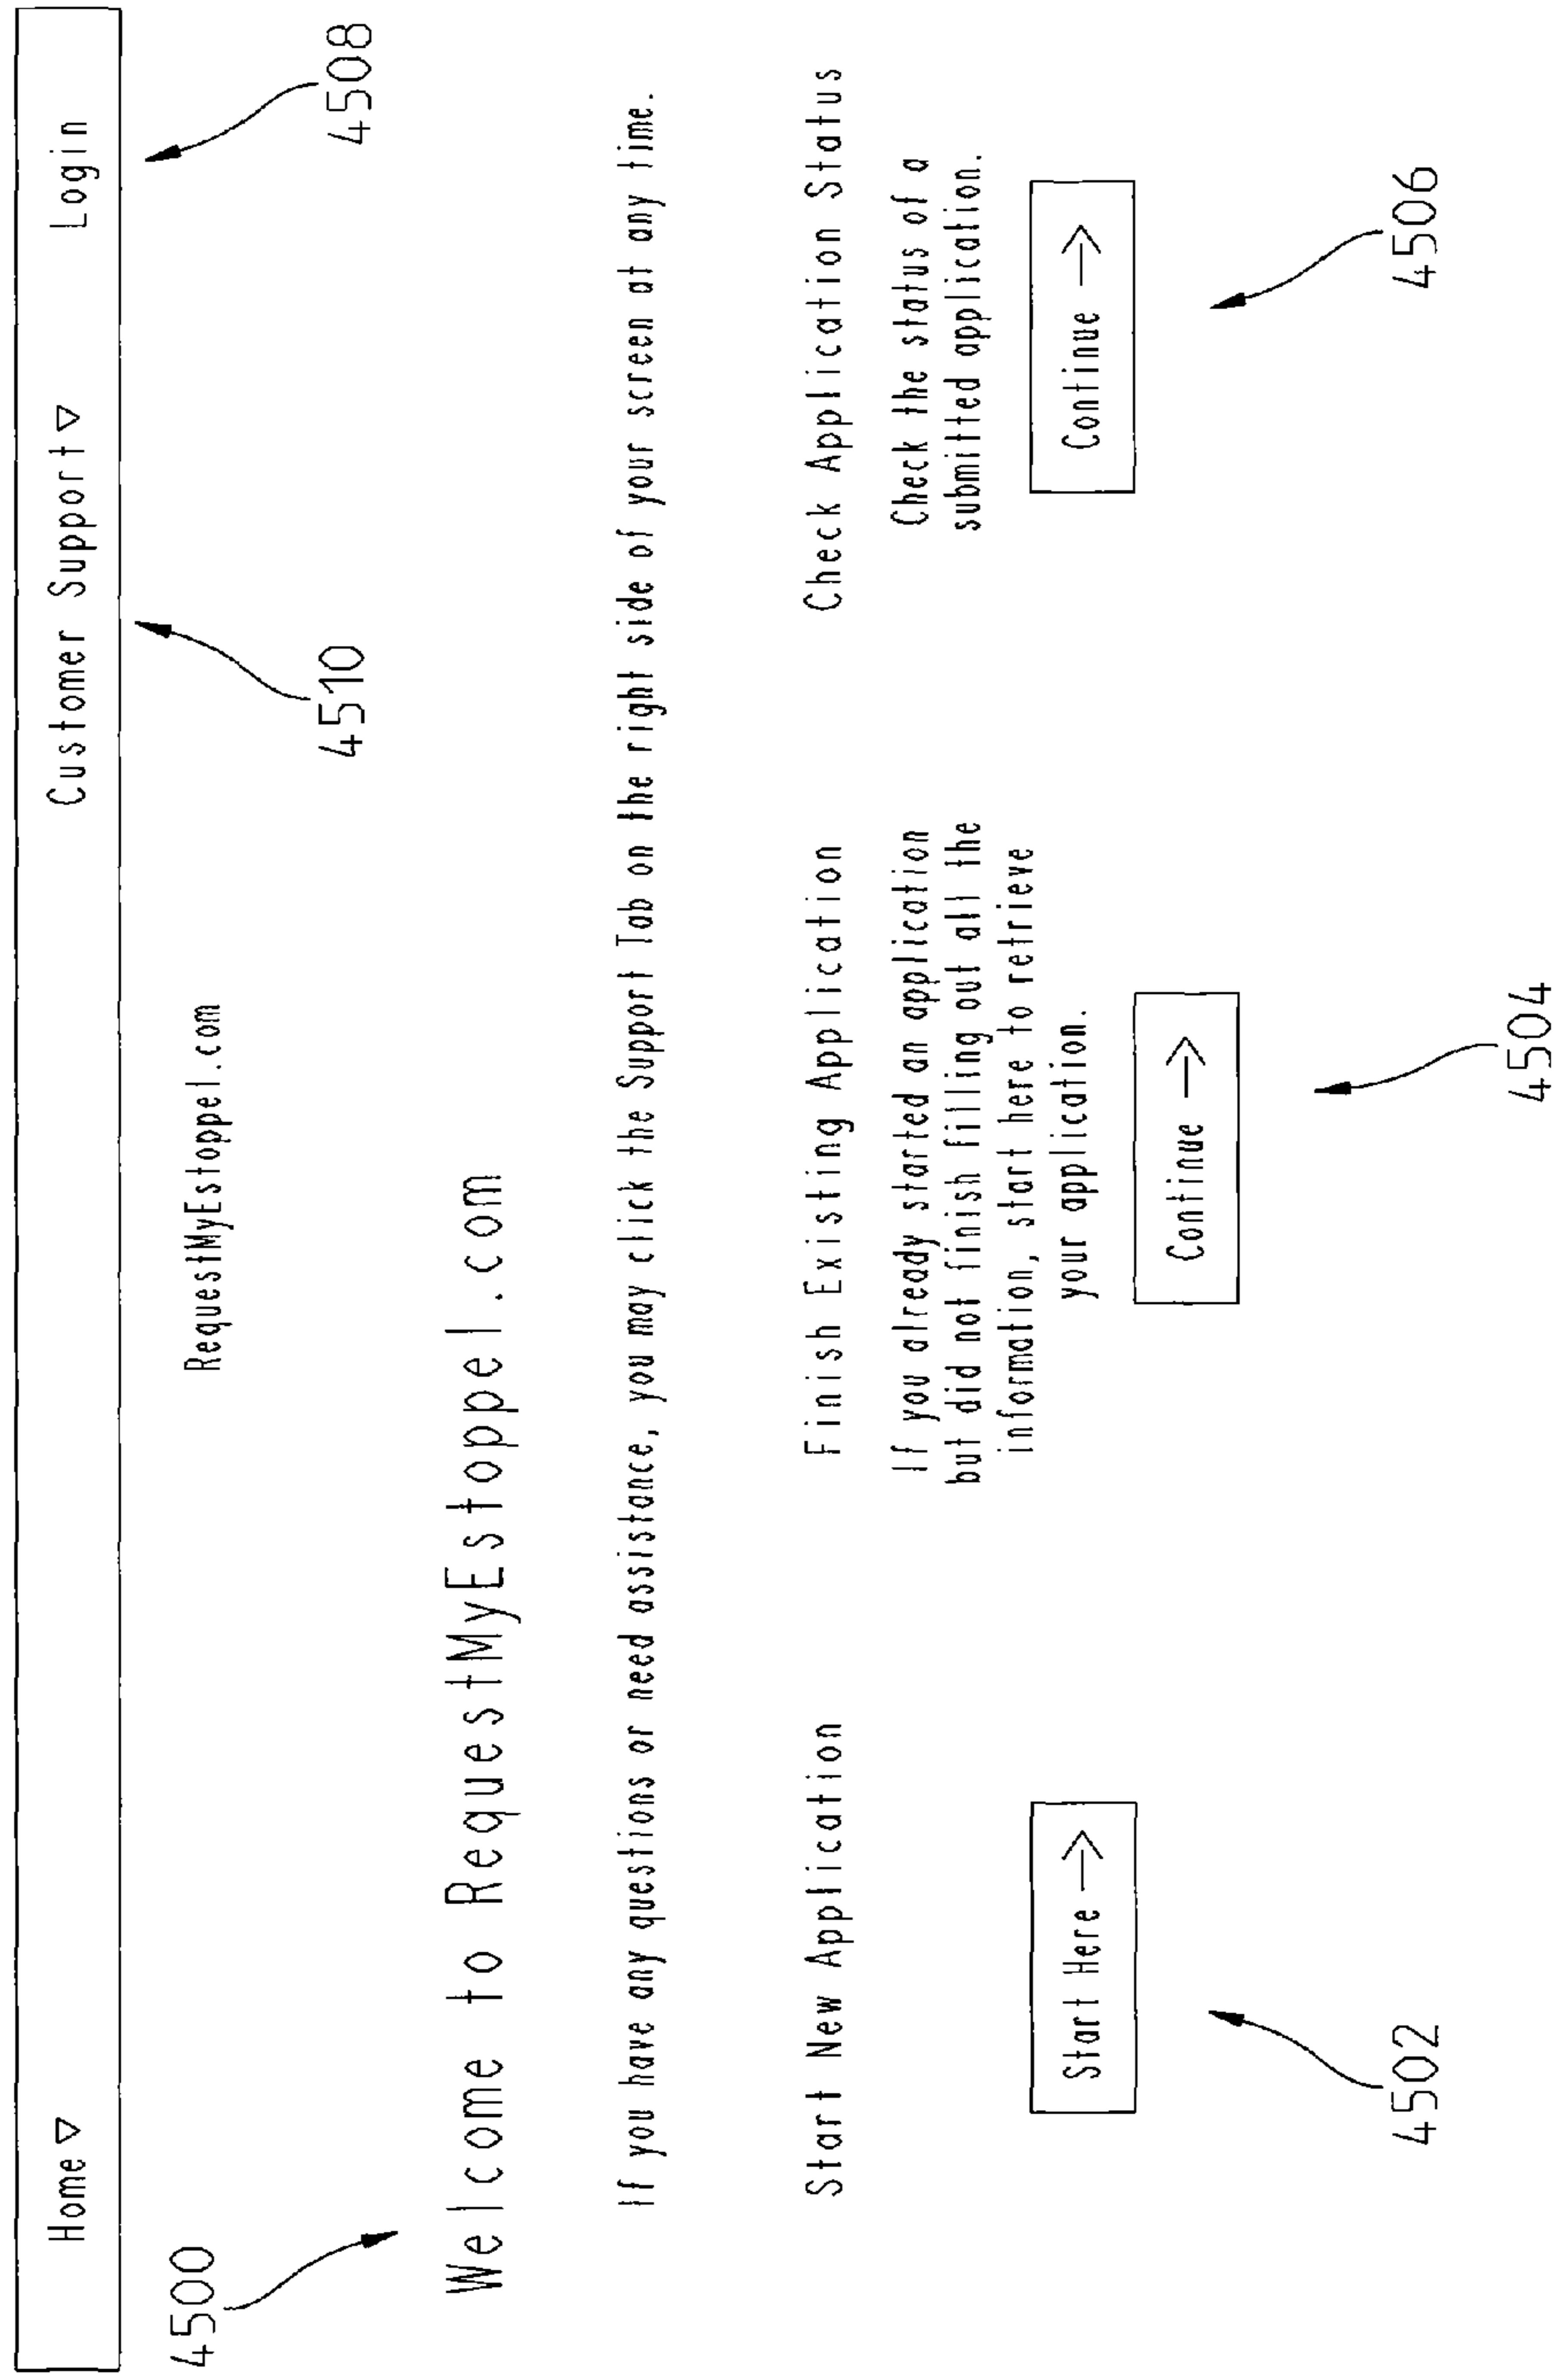 Home ▽ Customer Support ▽ Login
4500
4510
4508
RequestMyEstoppel.com
Welcome to RequestMyEstoppel.com
If you have any questions or need assistance, you may click the Support Tab on the right side of your screen at any time.
Start New Application
Start Here →
4502
Finish Existing Application
If you already started an application
but did not finish filling out all the
information, start here to retrieve
your application.
Continue →
4504
Check Application Status
Check the status of a
submitted application.
Continue →
4506